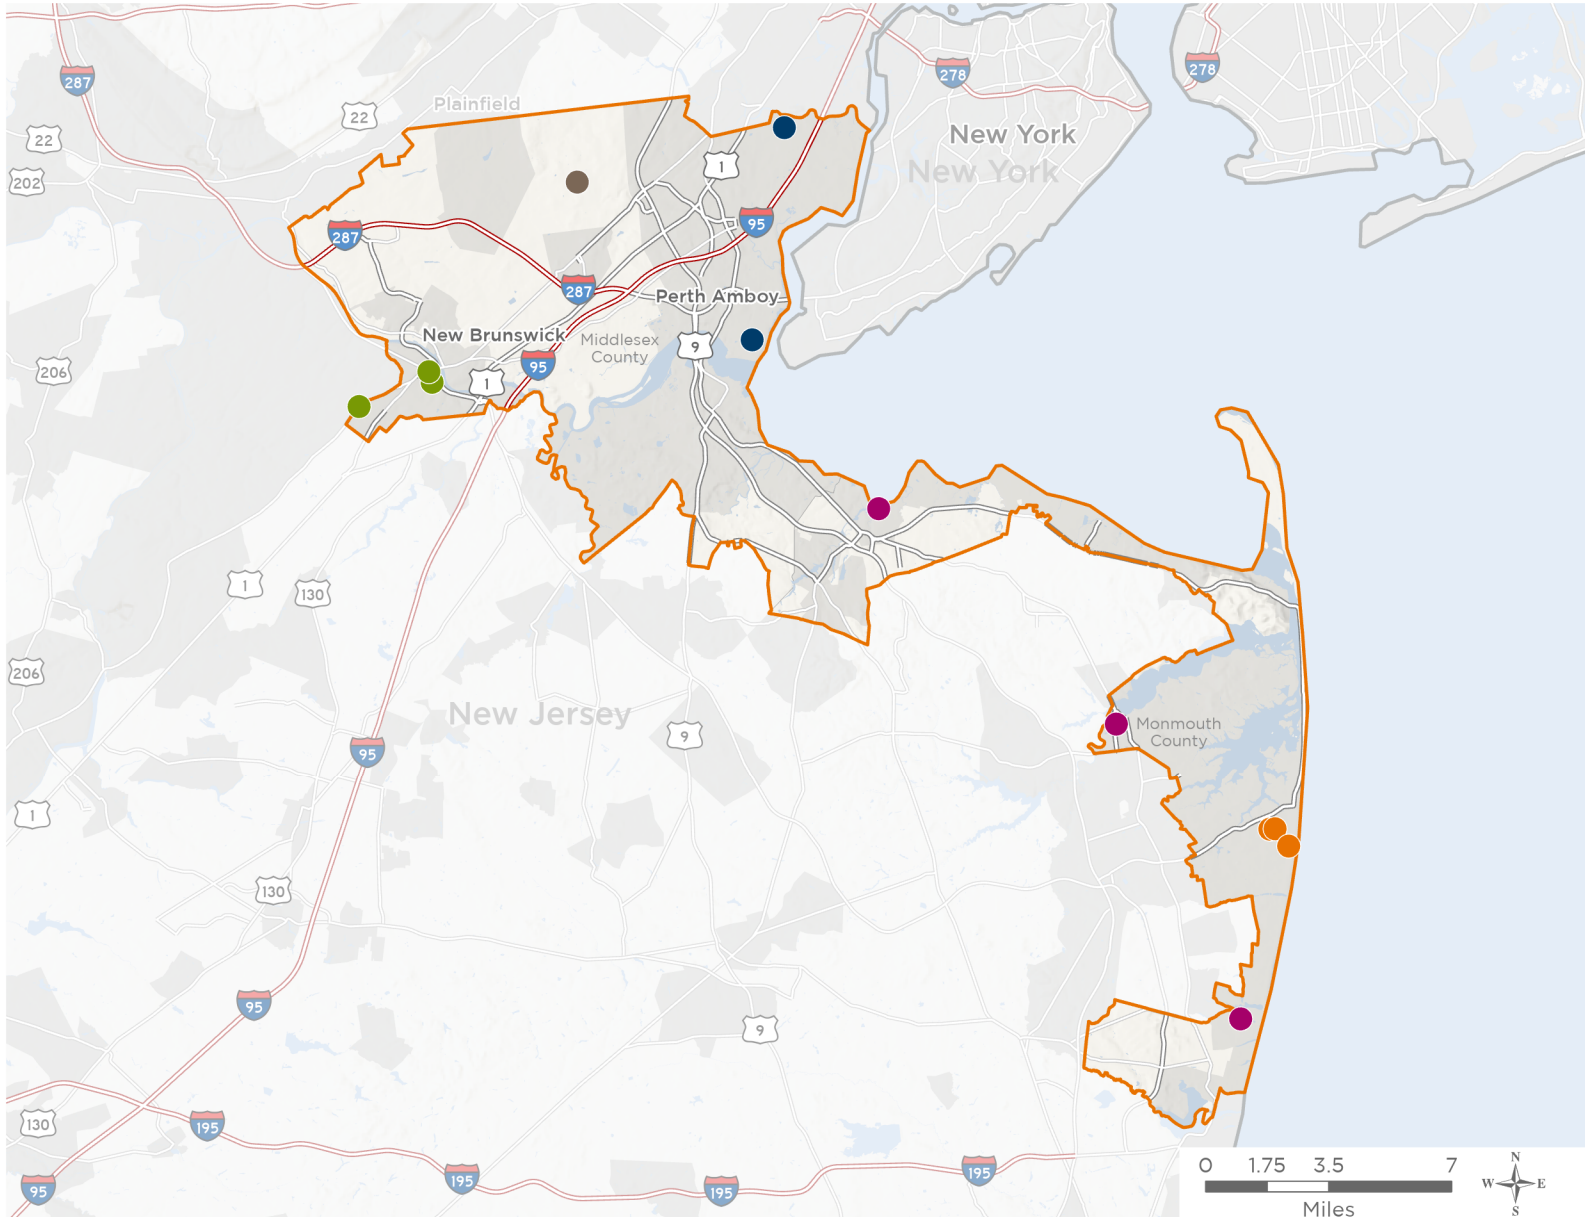 287
278
278
Plainfield
22
22
New York
1
New York
202
95
287
287
Perth Amboy
New Brunswick
Middlesex
County
9
206
95
1
1
130
206
New Jersey
9
Monmouth
County
95
1
130
95
9
130
195
195
195
195
95
0 1.75 3.5 7
Miles
N
W E
S